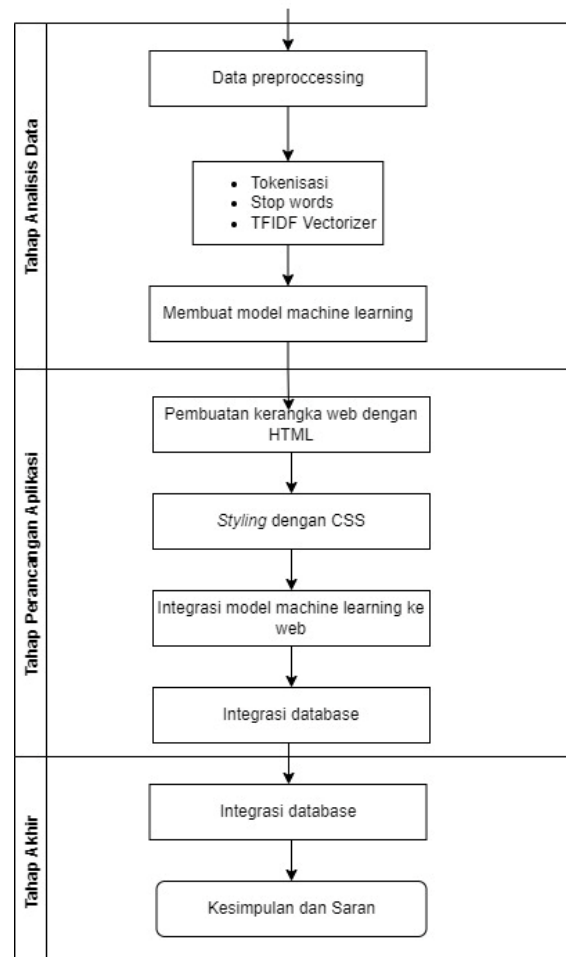 Tahap Analisis Data
Data preproccessing
Tokenisasi
Stop words
TFIDF Vectorizer
Membuat model machine learning
Tahap Perancangan Aplikasi
Pembuatan kerangka web dengan
HTML
Styling dengan CSS
Integrasi model machine learning ke
web
Integrasi database
Tahap Akhir
Integrasi database
Kesimpulan dan Saran